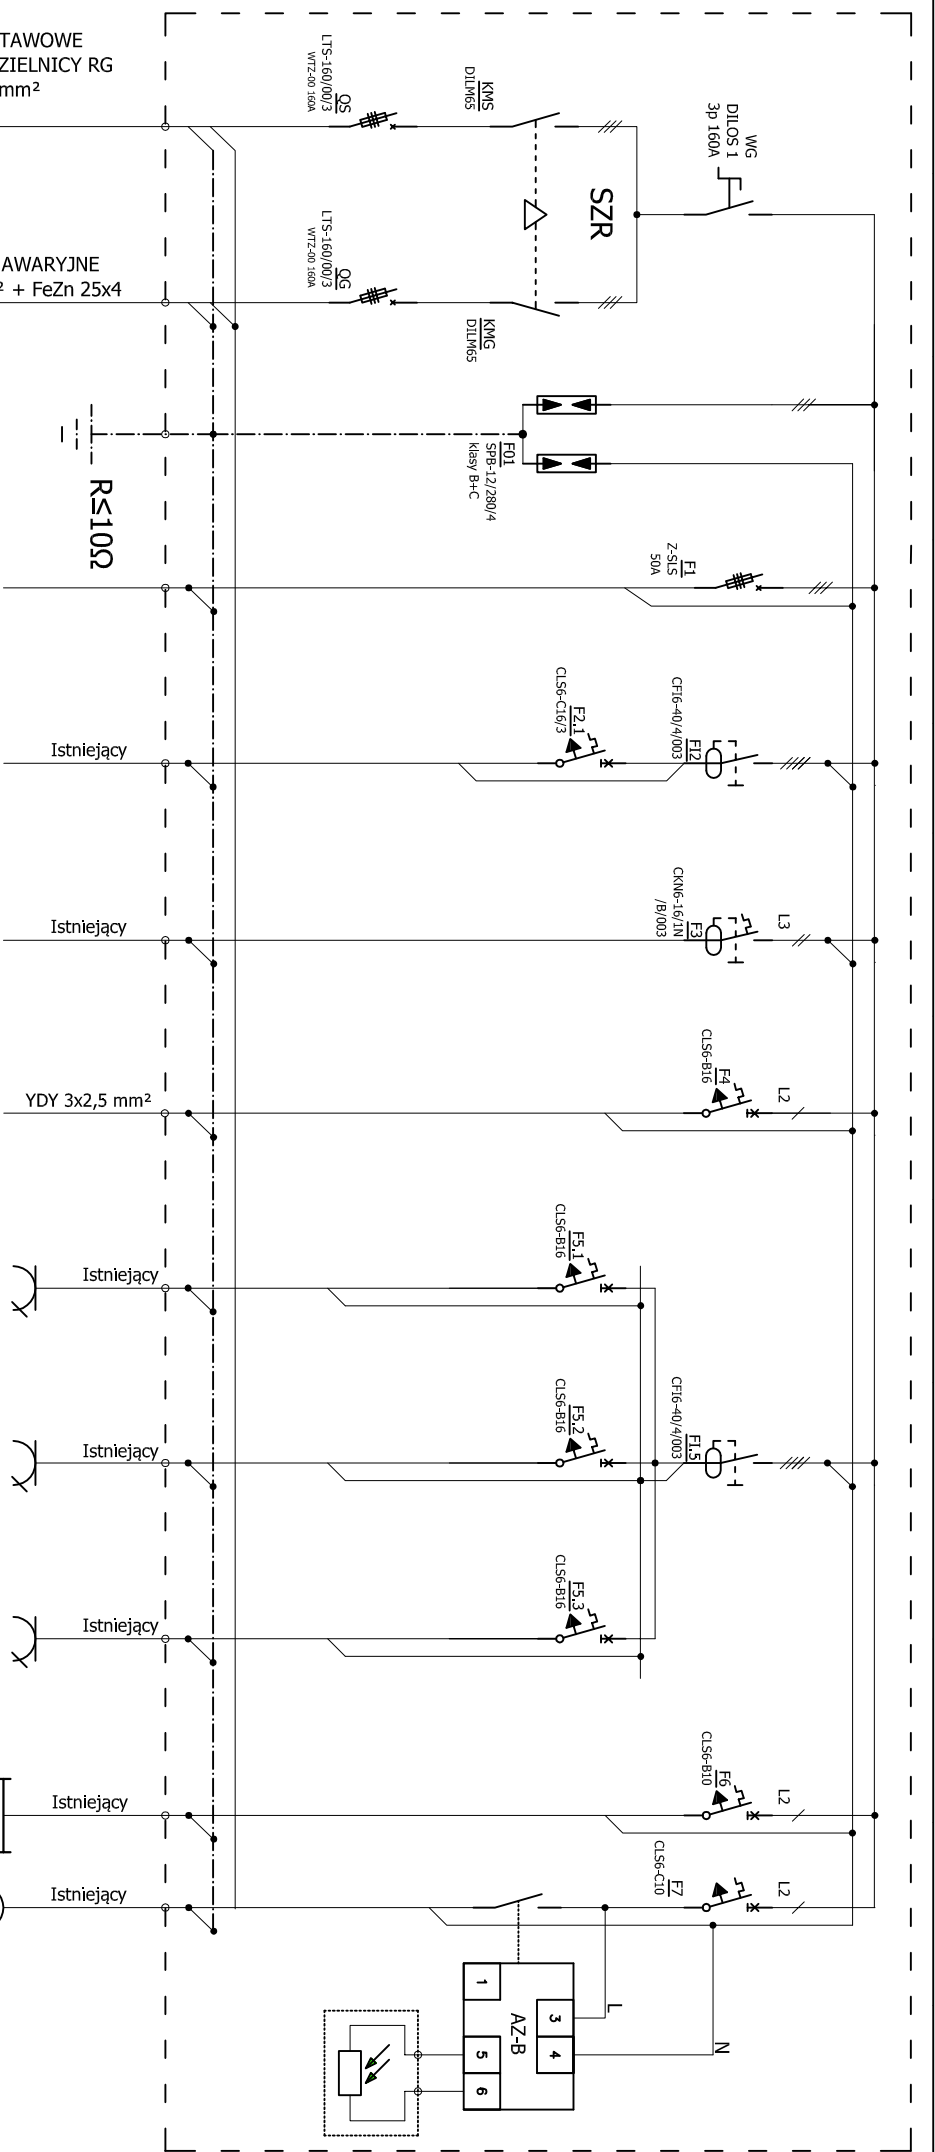 TAWOWE
ZIELNICY RG
mm²
QS
LTS-160/00/3
WTZ-00 160A
KMS
DILM65
SZR
WG
DILOS 1
3p 160A
AWARYJNE
² + FeZn 25x4
QG
LTS-160/00/3
WTZ-00 160A
KMG
DILM65
R≤10Ω
F01
SPB-12/280/4
klasy B+C
F1
Z-SLS
50A
Istniejący
F2.1
CLS6-C16/3
FI2
CFI6-40/4/003
Istniejący
F3
CKN6-16/1N
/B/003
L3
YDY 3x2,5 mm²
F4
CLS6-B16
L2
Istniejący
F5.1
CLS6-B16
Istniejący
F5.2
CLS6-B16
FI.5
CFI6-40/4/003
Istniejący
F5.3
CLS6-B16
Istniejący
F6
CLS6-B10
L2
Istniejący
F7
CLS6-C10
L2
L
N
1
3
AZ-B
4
5
6